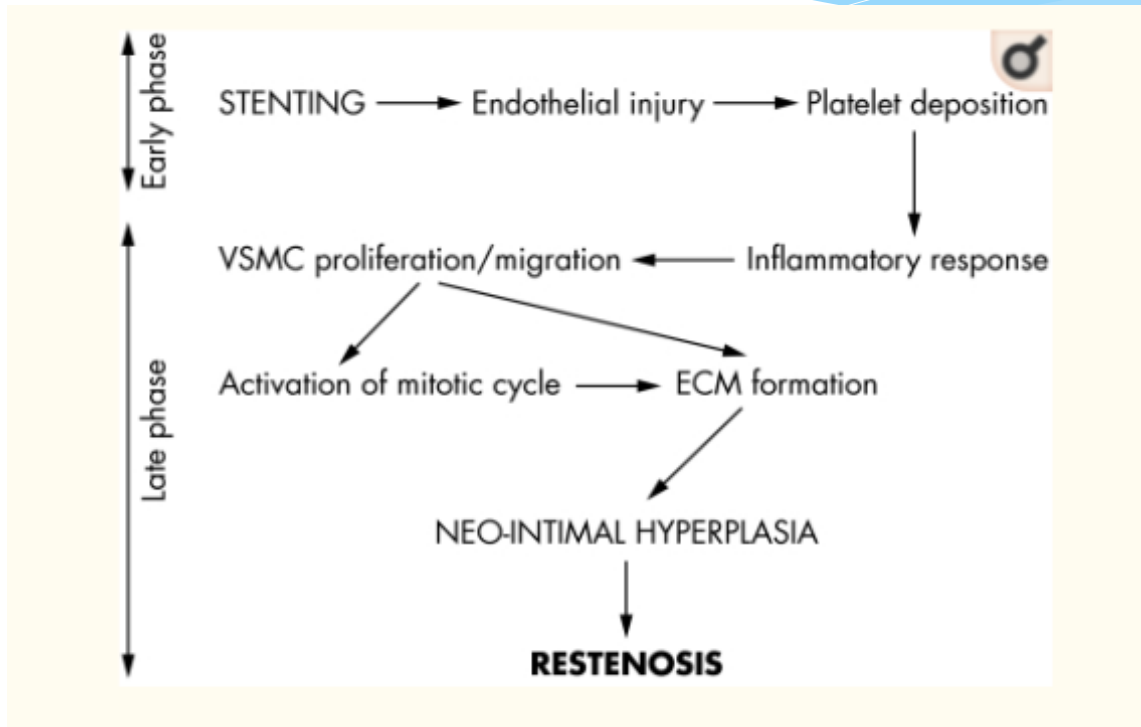 Early phase
STENTING Endothelial injury Platelet deposition
VSMC proliferation/migration Inflammatory response
Late phase
Activation of mitotic cycle ECM formation
NEO-INTIMAL HYPERPLASIA
RESTENOSIS